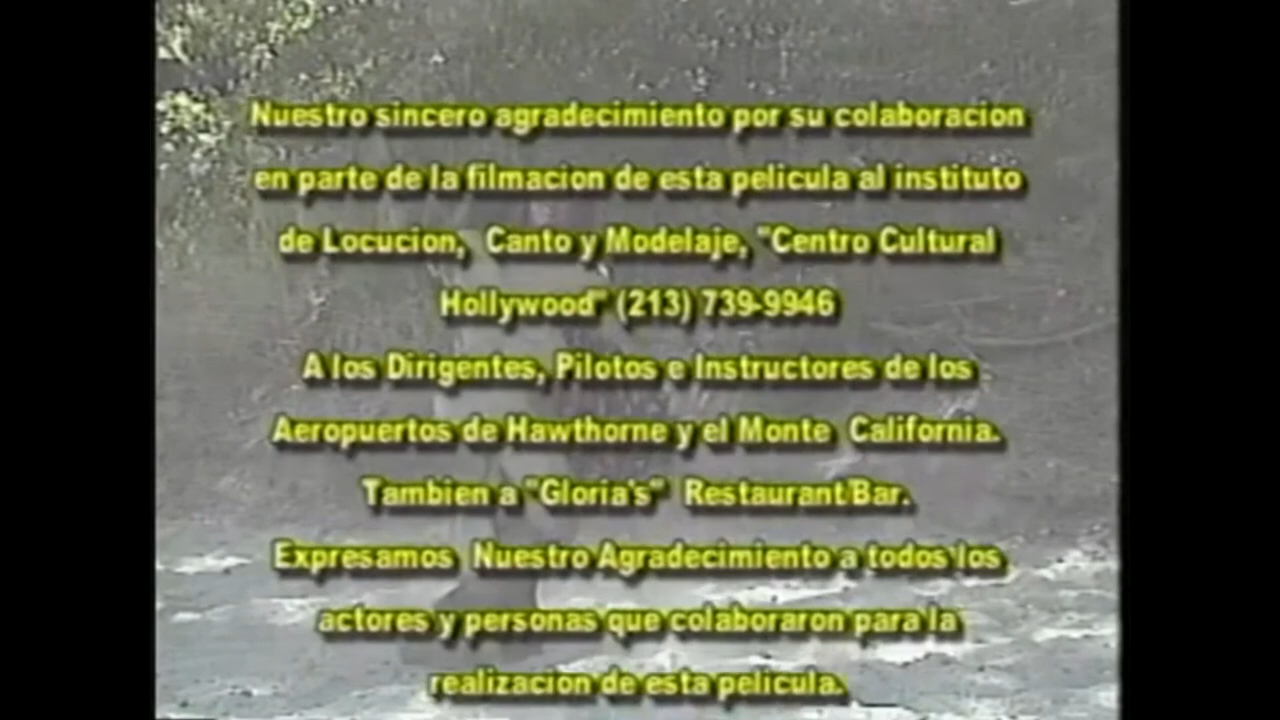 Nuestro sincero agradecimiento por su colaboracion
en parte de la filmacion de esta pelicula al instituto
de Locucion, Canto y Modelaje, "Centro Cultural
Hollywood" (213) 739-9946
A los Dirigentes, Pilotos e Instructores de los
Aeropuertos de Hawthorne y el Monte California.
Tambien a "Gloria's" Restaurant/Bar.
Expresamos Nuestro Agradecimiento a todos los
actores y personas que colaboraron para la
realizacion de esta pelicula.